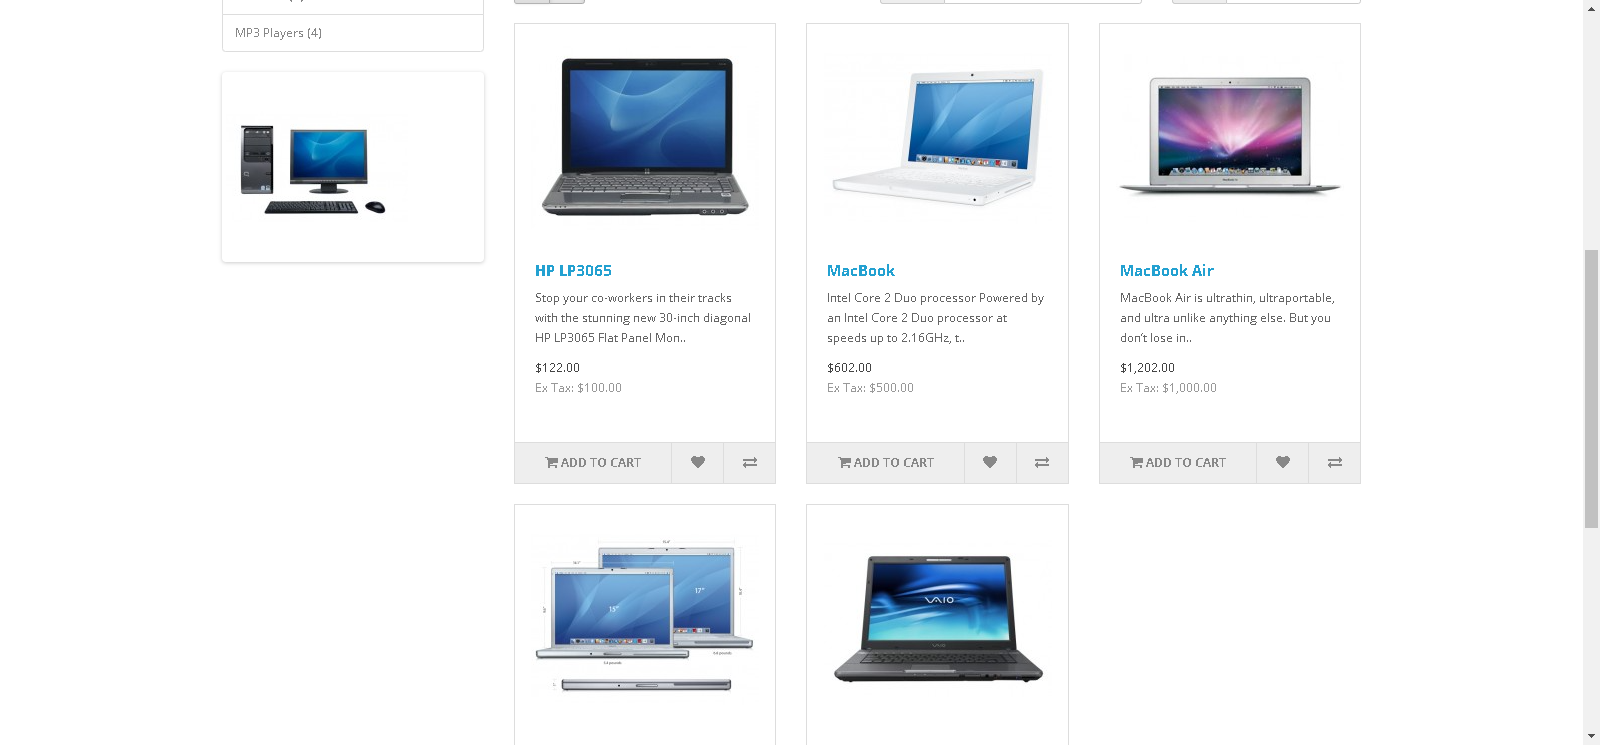 MP3 Players (4)
HP LP3065
Stop your co-workers in their tracks
with the stunning new 30-inch diagonal
HP LP3065 Flat Panel Mon..
$122.00
Ex Tax: $100.00
ADD TO CART
MacBook
Intel Core 2 Duo processor Powered by
an Intel Core 2 Duo processor at
speeds up to 2.16GHz, t..
$602.00
Ex Tax: $500.00
ADD TO CART
MacBook Air
MacBook Air is ultrathin, ultraportable,
and ultra unlike anything else. But you
don’t lose in..
$1,202.00
Ex Tax: $1,000.00
ADD TO CART
15"
17"
VAIO
VAIO